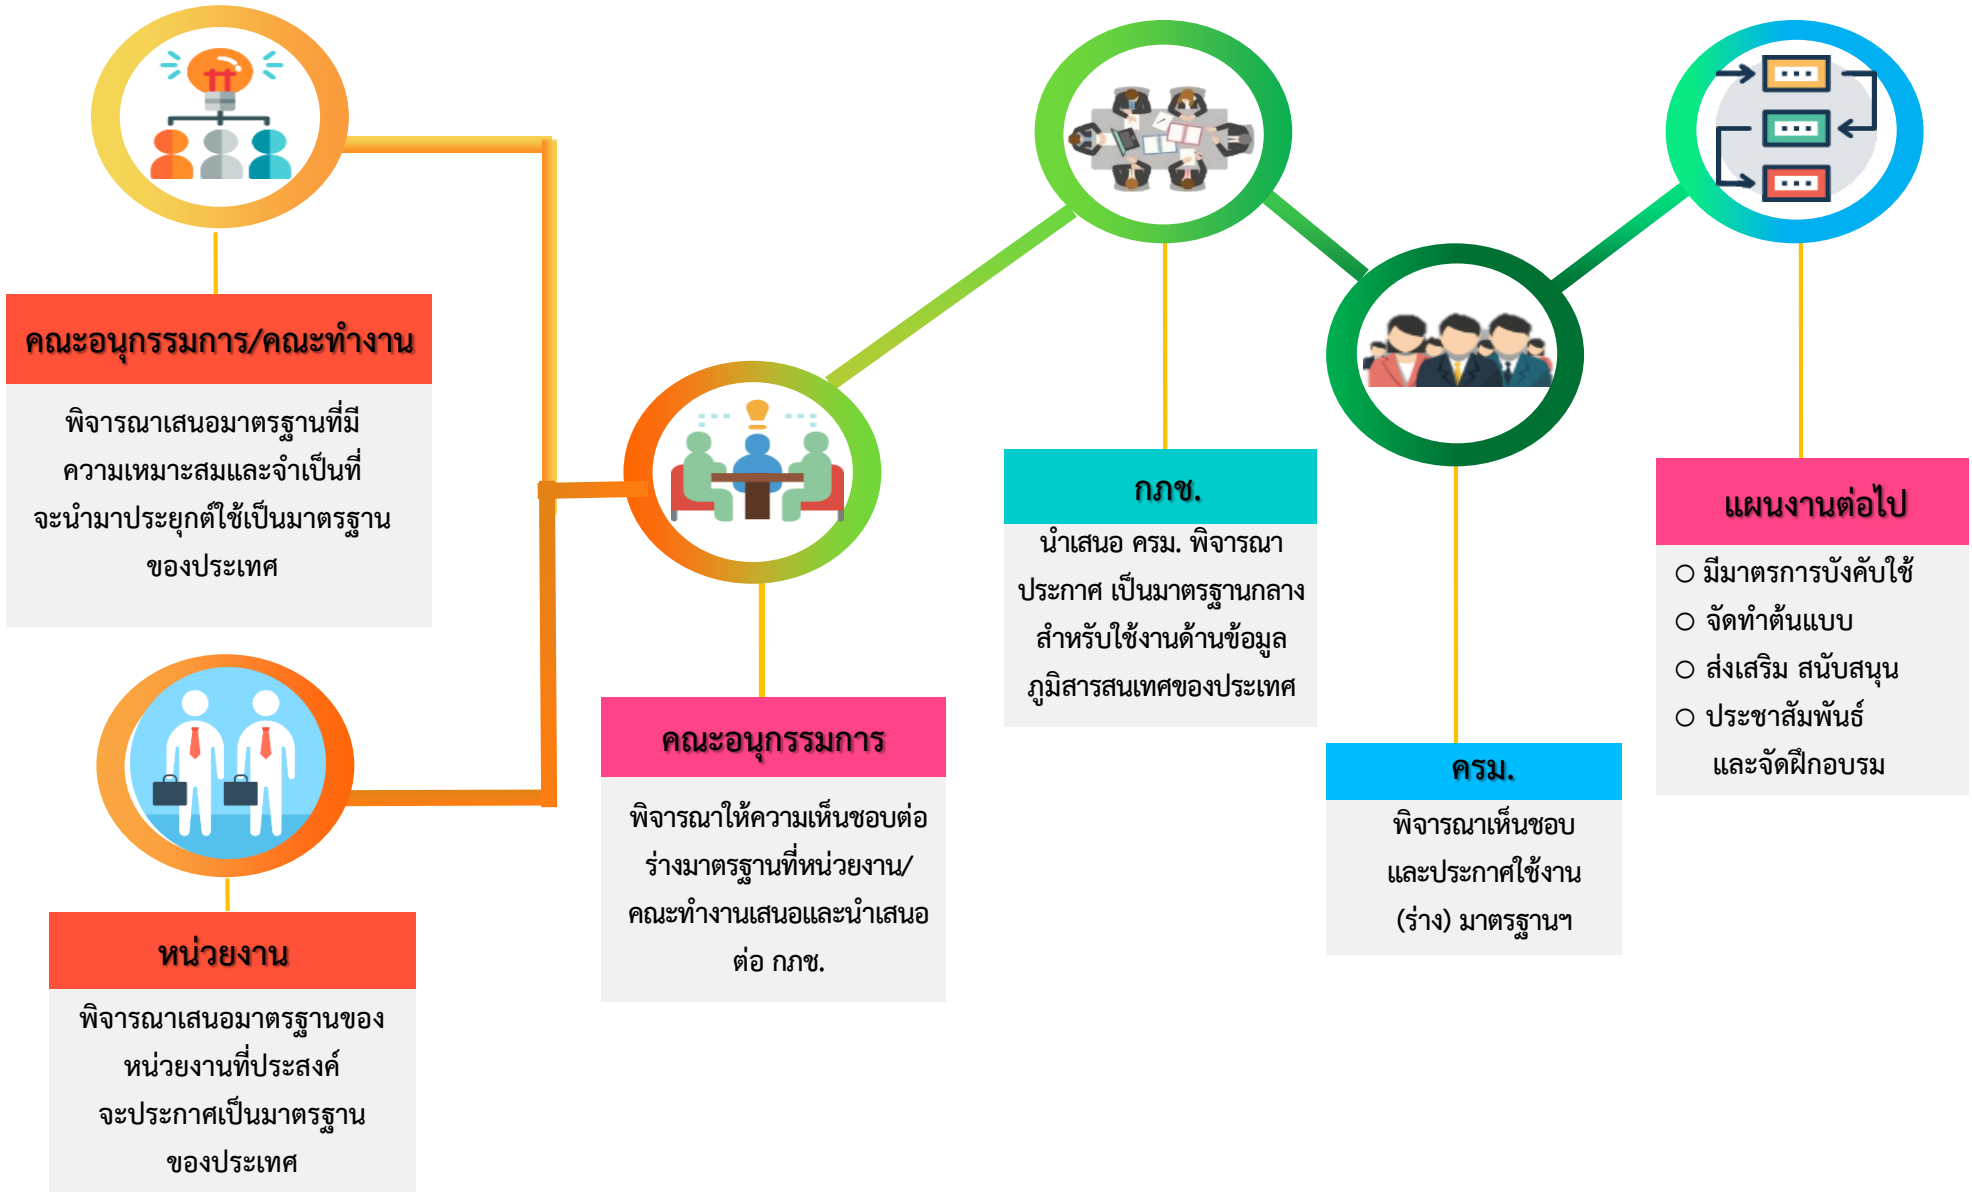 คณะอนุกรรมการ/คณะทำงาน
พิจารณาเสนอมาตรฐานที่มี
ความเหมาะสมและจำเป็นที่
จะนำมาประยุกต์ใช้เป็นมาตรฐาน
ของประเทศ
หน่วยงาน
พิจารณาเสนอมาตรฐานของ
หน่วยงานที่ประสงค์
จะประกาศเป็นมาตรฐาน
ของประเทศ
คณะอนุกรรมการ
พิจารณาให้ความเห็นชอบต่อ
ร่างมาตรฐานที่หน่วยงาน/
คณะทำงานเสนอและนำเสนอ
ต่อ กภช.
กภช.
นำเสนอ ครม. พิจารณา
ประกาศ เป็นมาตรฐานกลาง
สำหรับใช้งานด้านข้อมูล
ภูมิสารสนเทศของประเทศ
ครม.
พิจารณาเห็นชอบ
และประกาศใช้งาน
(ร่าง) มาตรฐานฯ
แผนงานต่อไป
○ มีมาตรการบังคับใช้
○ จัดทำต้นแบบ
○ ส่งเสริม สนับสนุน
○ ประชาสัมพันธ์
และจัดฝึกอบรม